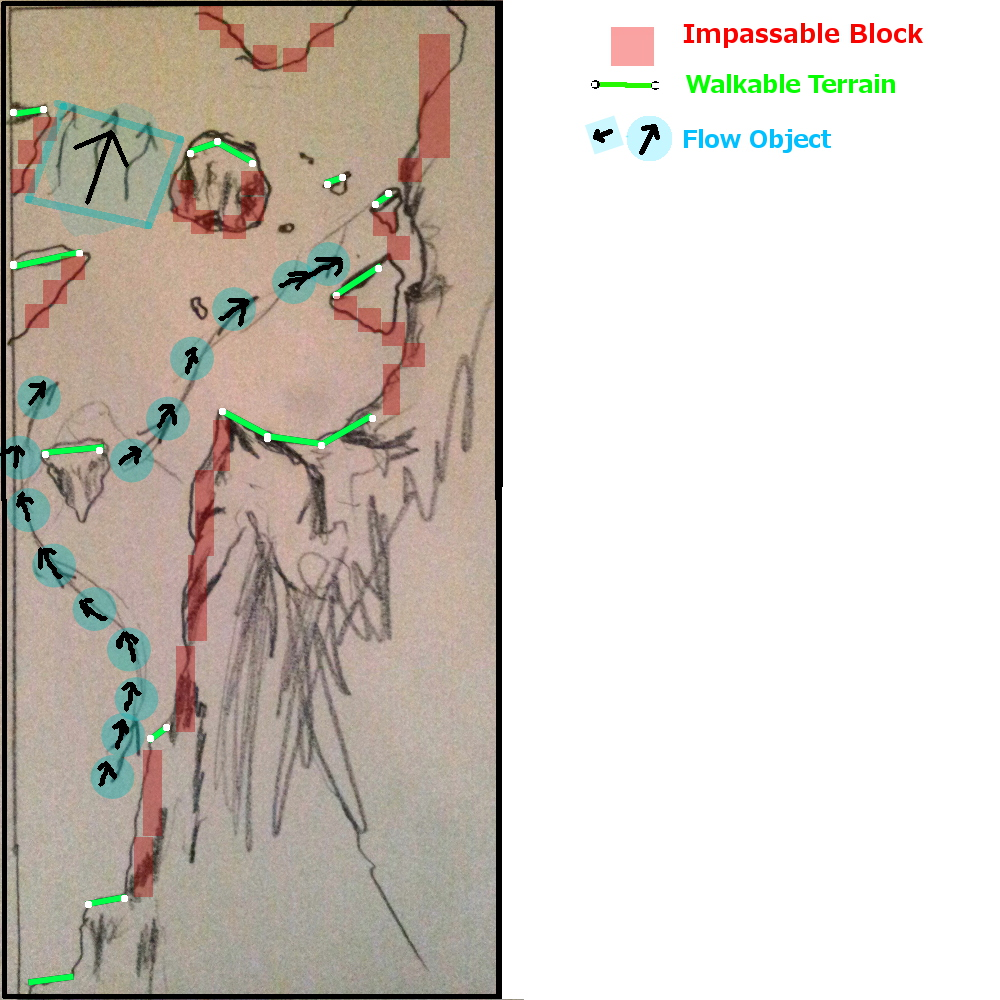 Impassable Block
Walkable Terrain
Flow Object